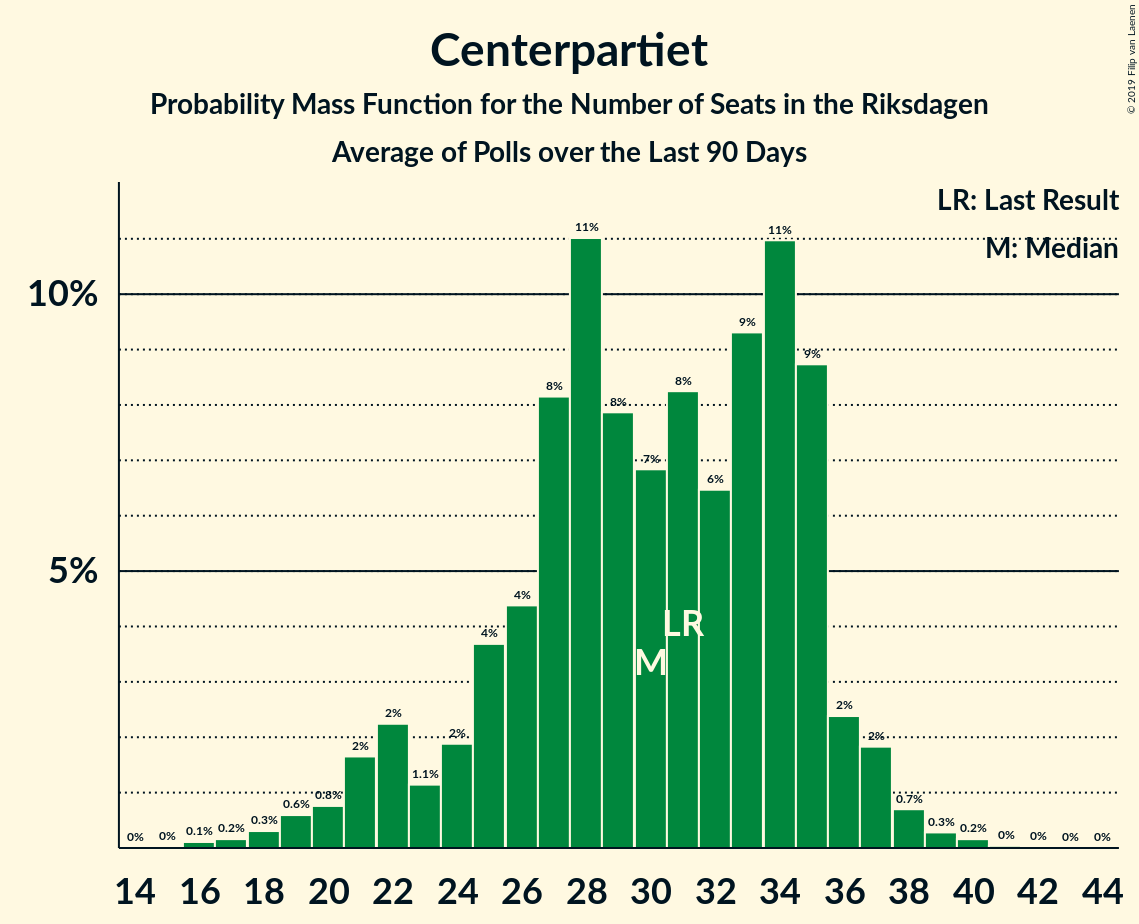 Centerpartiet
Probability Mass Function for the Number of Seats in the Riksdagen
Average of Polls over the Last 90 Days
© 2019 Filip van Laenen
LR: Last Result
M: Median
10%
5%
0% 0% 0.1% 0.2% 0.3% 0.6% 0.8% 2% 2% 1.1% 2% 4% 4% 8% 11% 8% 7% 8% 6% 9% 11% 9% 2% 2% 0.7% 0.3% 0.2% 0% 0% 0% 0%
LR
M
14 16 18 20 22 24 26 28 30 32 34 36 38 40 42 44